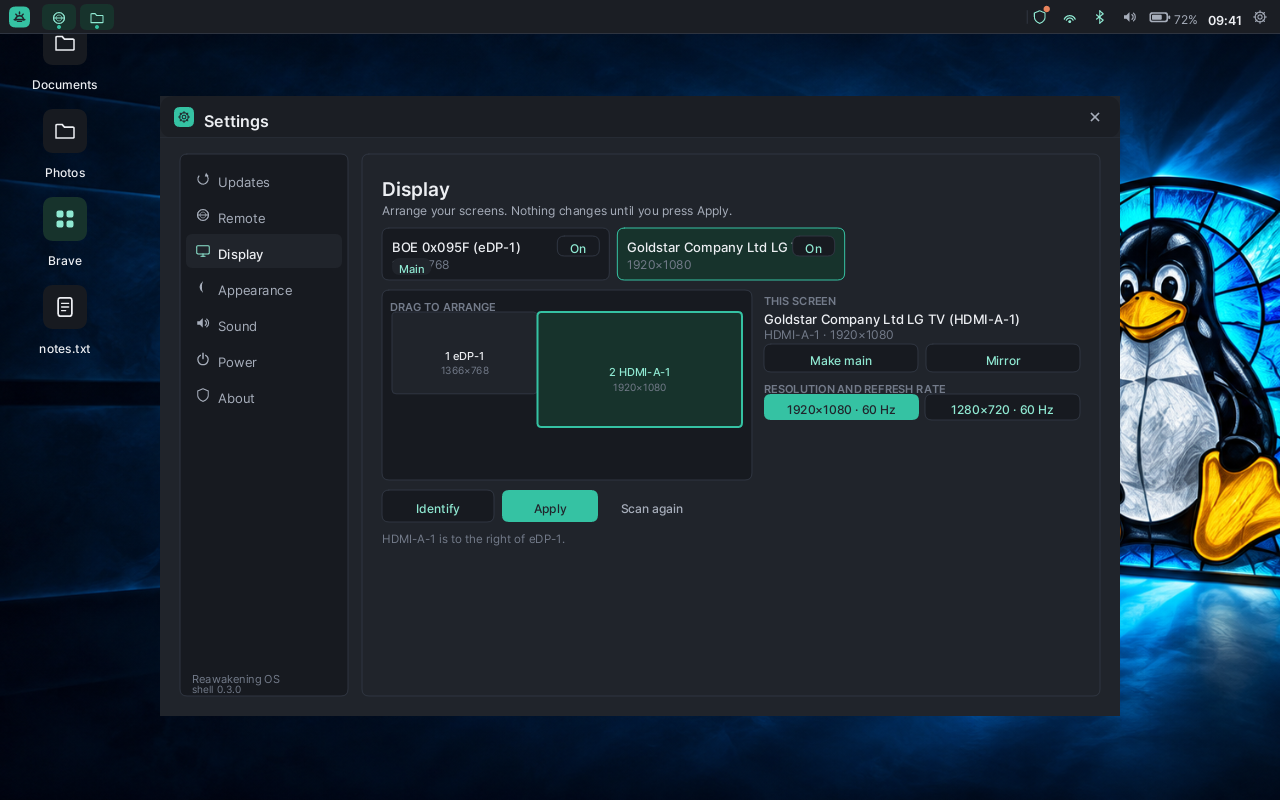 72% 09:41
Documents
Photos
Brave
notes.txt
Settings
Updates
Remote
Display
Appearance
Sound
Power
About
Reawakening OS
shell 0.3.0
Display
Arrange your screens. Nothing changes until you press Apply.
BOE 0x095F (eDP-1)
On
Main 768
Goldstar Company Ltd LG
On
1920×1080
DRAG TO ARRANGE
1 eDP-1
1366×768
2 HDMI-A-1
1920×1080
THIS SCREEN
Goldstar Company Ltd LG TV (HDMI-A-1)
HDMI-A-1 · 1920×1080
Make main
Mirror
RESOLUTION AND REFRESH RATE
1920×1080 · 60 Hz
1280×720 · 60 Hz
Identify
Apply
Scan again
HDMI-A-1 is to the right of eDP-1.